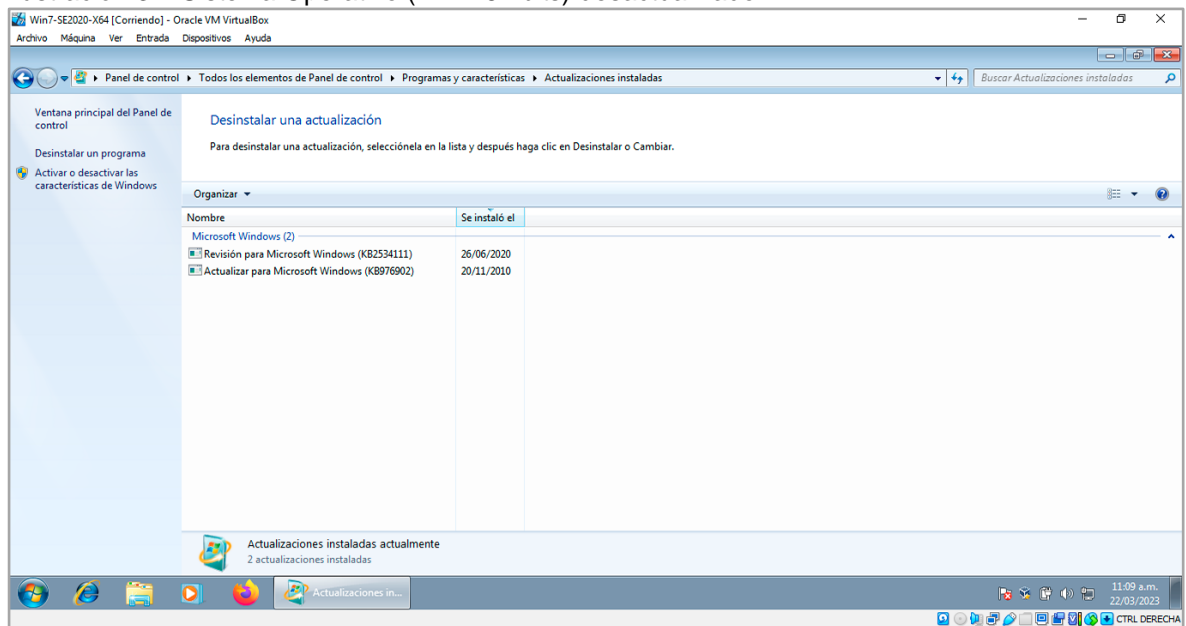 Win7-SE2020-X64 [Corriendo] - Oracle VM VirtualBox
Archivo Máquina Ver Entrada Dispositivos Ayuda
Panel de control Todos los elementos de Panel de control Programas y características Actualizaciones instaladas
Buscar Actualizaciones instaladas
Ventana principal del Panel de control
Desinstalar un programa
Activar o desactivar las características de Windows
Desinstalar una actualización
Para desinstalar una actualización, selecciónela en la lista y después haga clic en Desinstalar o Cambiar.
Organizar
Nombre Se instaló el
Microsoft Windows (2)
Revisión para Microsoft Windows (KB2534111) 26/06/2020
Actualizar para Microsoft Windows (KB976902) 20/11/2010
Actualizaciones instaladas actualmente
2 actualizaciones instaladas
Actualizaciones in...
11:09 a.m.
22/03/2023
CTRL DERECHA